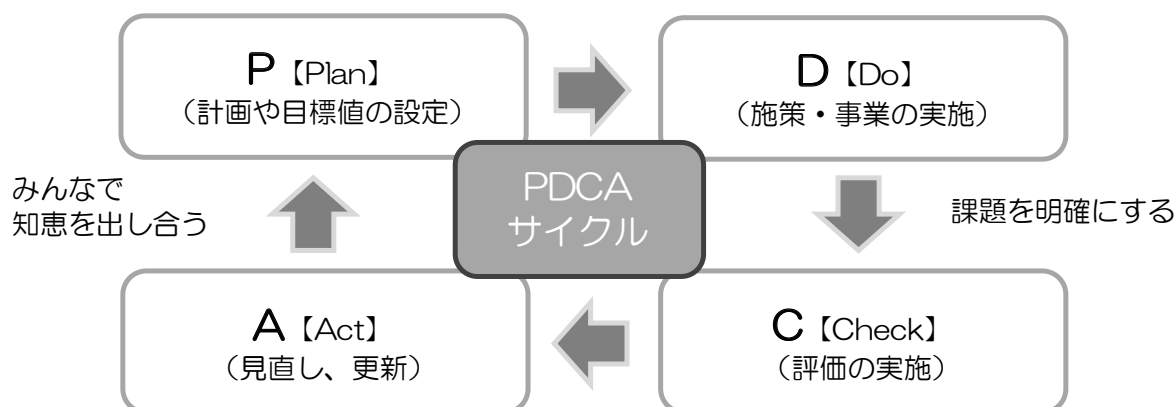 P【Plan】
（計画や目標値の設定）
D【Do】
（施策・事業の実施）
PDCA
サイクル
みんなで
知恵を出し合う
課題を明確にする
A【Act】
（見直し、更新）
C【Check】
（評価の実施）